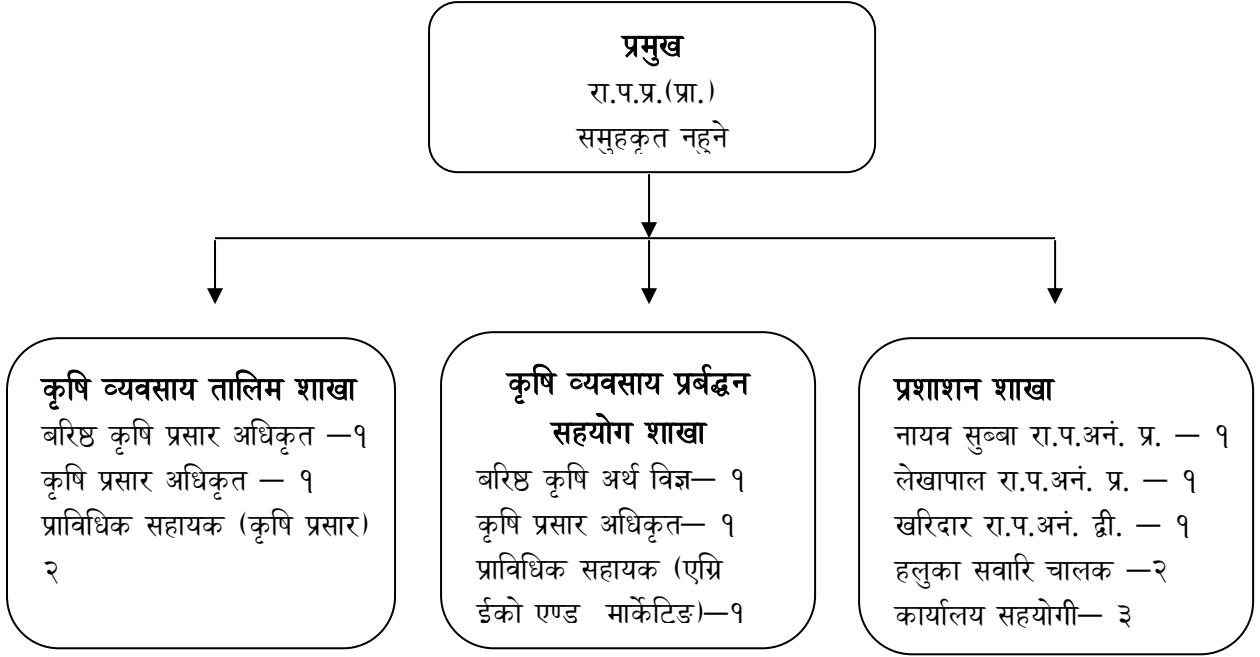 प्रमुख
रा.प.प्र.(प्रा.)
समुहकृत नहुने
कृषि व्यवसाय तालिम शाखा
बरिष्ठ कृषि प्रसार अधिकृत —१
कृषि प्रसार अधिकृत — १
प्राविधिक सहायक (कृषि प्रसार)
२
कृषि व्यवसाय प्रर्बद्धन
सहयोग शाखा
बरिष्ठ कृषि अर्थ विज्ञ— १
कृषि प्रसार अधिकृत— १
प्राविधिक सहायक (एग्रि
ईको एण्ड मार्केटिङ)—१
प्रशाशन शाखा
नायव सुब्बा रा.प.अनं. प्र. — १
लेखापाल रा.प.अनं. प्र. — १
खरिदार रा.प.अनं. द्वी. — १
हलुका सवारि चालक —२
कार्यालय सहयोगी— ३